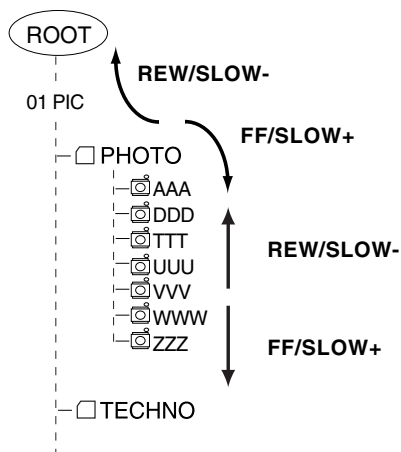 ROOT
REW/SLOW-
01 PIC
FF/SLOW+
PHOTO
AAA
DDD
TTT
REW/SLOW-
UUU
VVV
WWW
ZZZ
FF/SLOW+
TECHNO